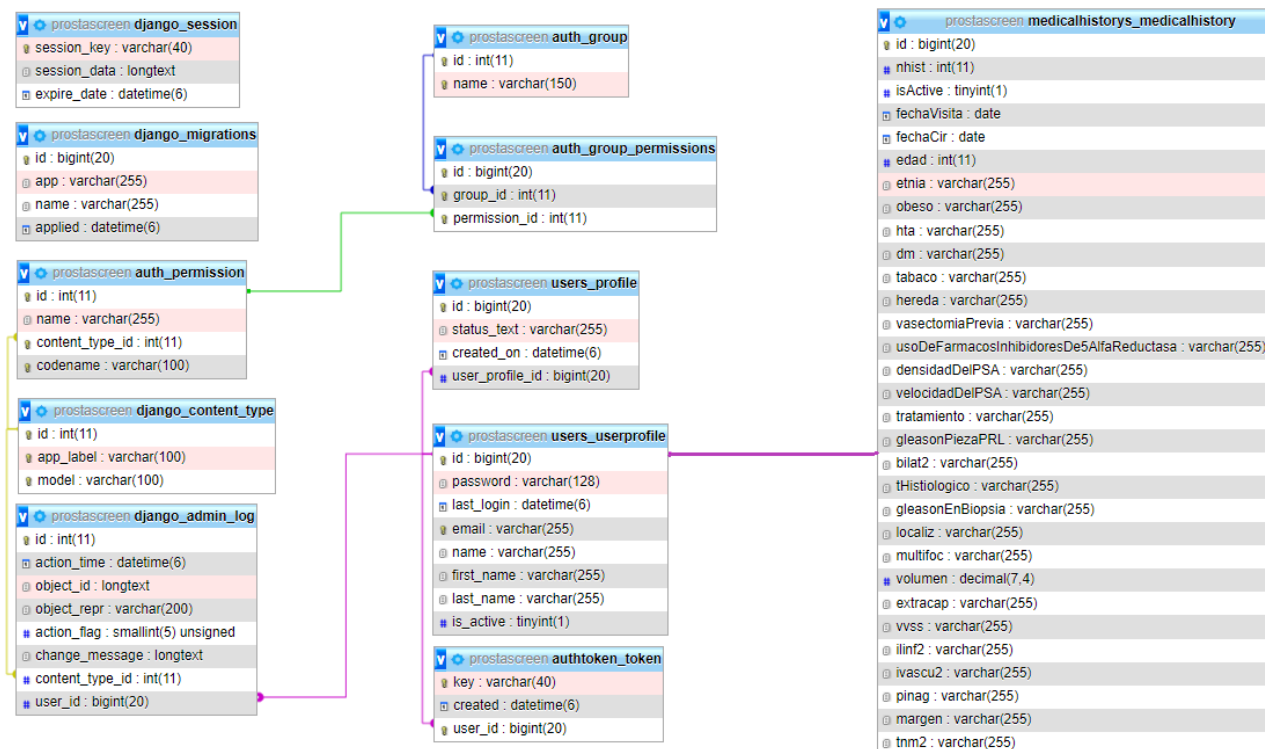 prostascreen django_session
session_key : varchar(40)
session_data : longtext
expire_date : datetime(6)
prostascreen django_migrations
id : bigint(20)
app : varchar(255)
name : varchar(255)
applied : datetime(6)
prostascreen auth_permission
id : int(11)
name : varchar(255)
content_type_id : int(11)
codename : varchar(100)
prostascreen django_content_type
id : int(11)
app_label : varchar(100)
model : varchar(100)
prostascreen django_admin_log
id : int(11)
action_time : datetime(6)
object_id : longtext
object_repr : varchar(200)
action_flag : smallint(5) unsigned
change_message : longtext
content_type_id : int(11)
user_id : bigint(20)
prostascreen auth_group
id : int(11)
name : varchar(150)
prostascreen auth_group_permissions
id : bigint(20)
group_id : int(11)
permission_id : int(11)
prostascreen users_profile
id : bigint(20)
status_text : varchar(255)
created_on : datetime(6)
user_profile_id : bigint(20)
prostascreen users_userprofile
id : bigint(20)
password : varchar(128)
last_login : datetime(6)
email : varchar(255)
name : varchar(255)
first_name : varchar(255)
last_name : varchar(255)
is_active : tinyint(1)
prostascreen authtoken_token
key : varchar(40)
created : datetime(6)
user_id : bigint(20)
prostascreen medicalhistorys_medicalhistory
id : bigint(20)
nhist : int(11)
isActive : tinyint(1)
fechaVisita : date
fechaCir : date
edad : int(11)
etnia : varchar(255)
obeso : varchar(255)
hta : varchar(255)
dm : varchar(255)
tabaco : varchar(255)
hereda : varchar(255)
vasectomiaPrevia : varchar(255)
usoDeFarmacosInhibidoresDe5AlfaReductasa : varchar(255)
densidadDelPSA : varchar(255)
velocidadDelPSA : varchar(255)
tratamiento : varchar(255)
gleasonPiezaPRL : varchar(255)
bilat2 : varchar(255)
tHistiologico : varchar(255)
gleasonEnBiopsia : varchar(255)
localiz : varchar(255)
multifoc : varchar(255)
volumen : decimal(7,4)
extracap : varchar(255)
vvss : varchar(255)
ilinf2 : varchar(255)
ivascu2 : varchar(255)
pinag : varchar(255)
margen : varchar(255)
tnm2 : varchar(255)